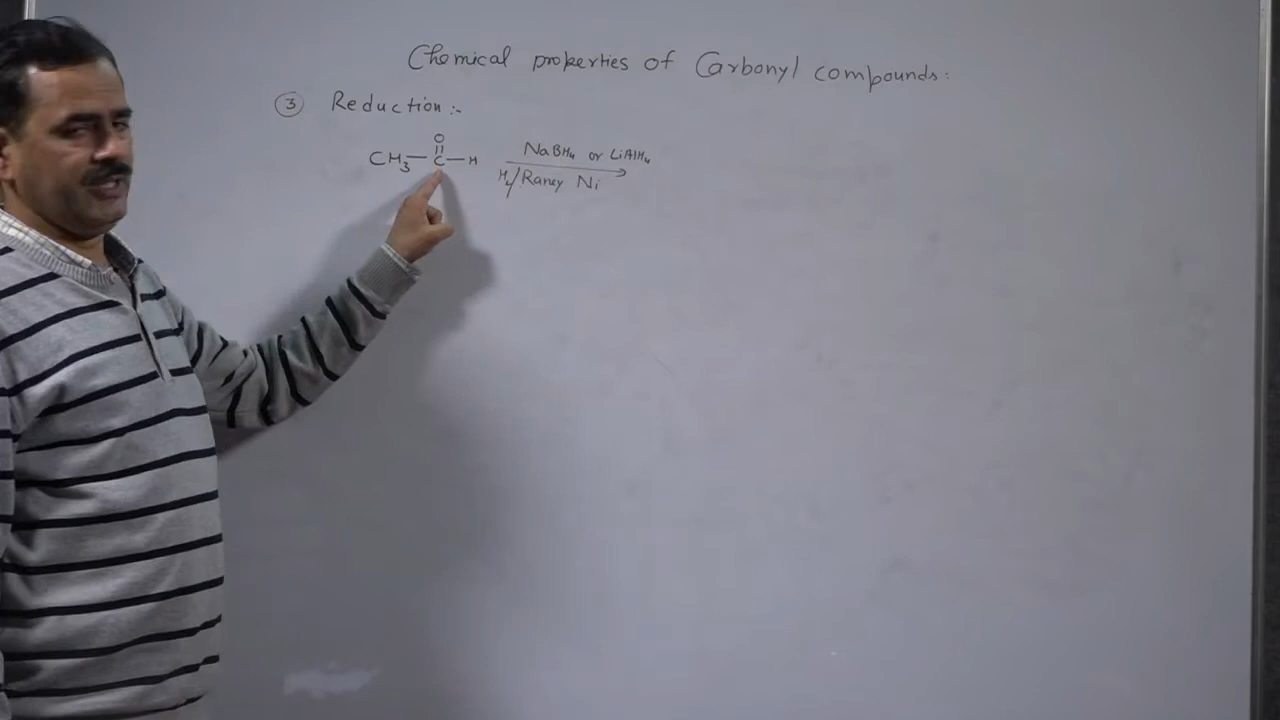 Chemical properties of Carbonyl compounds:
③ Reduction:-
O
CH₃—C—H NaBH₄ or LiAlH₄
H₂/Raney Ni